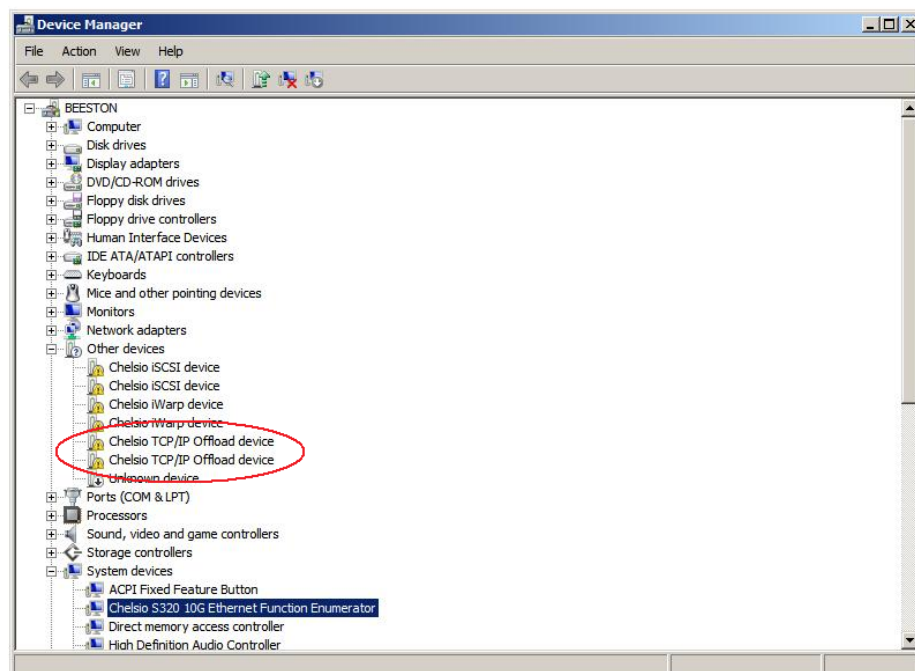 Device Manager
File Action View Help
BEESTON
Computer
Disk drives
Display adapters
DVD/CD-ROM drives
Floppy disk drives
Floppy drive controllers
Human Interface Devices
IDE ATA/ATAPI controllers
Keyboards
Mice and other pointing devices
Monitors
Network adapters
Other devices
Chelsio iSCSI device
Chelsio iSCSI device
Chelsio iWarp device
Chelsio iWarp device
Chelsio TCP/IP Offload device
Chelsio TCP/IP Offload device
Unknown device
Ports (COM & LPT)
Processors
Sound, video and game controllers
Storage controllers
System devices
ACPI Fixed Feature Button
Chelsio S320 10G Ethernet Function Enumerator
Direct memory access controller
High Definition Audio Controller